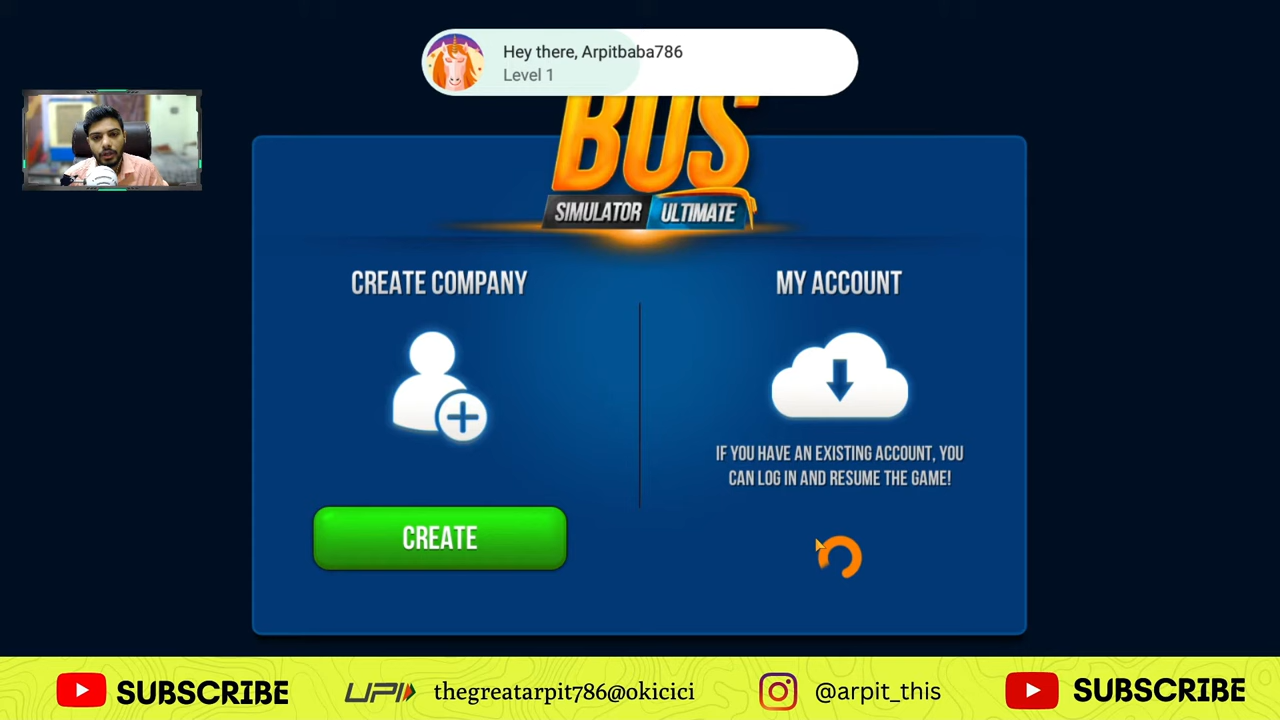 Hey there, Arpitbaba786
Level 1
BUS
SIMULATOR ULTIMATE
CREATE COMPANY
CREATE
MY ACCOUNT
IF YOU HAVE AN EXISTING ACCOUNT, YOU
CAN LOG IN AND RESUME THE GAME!
SUBSCRIBE
UPI
thegreatarpit786@okicici
@arpit_this
SUBSCRIBE